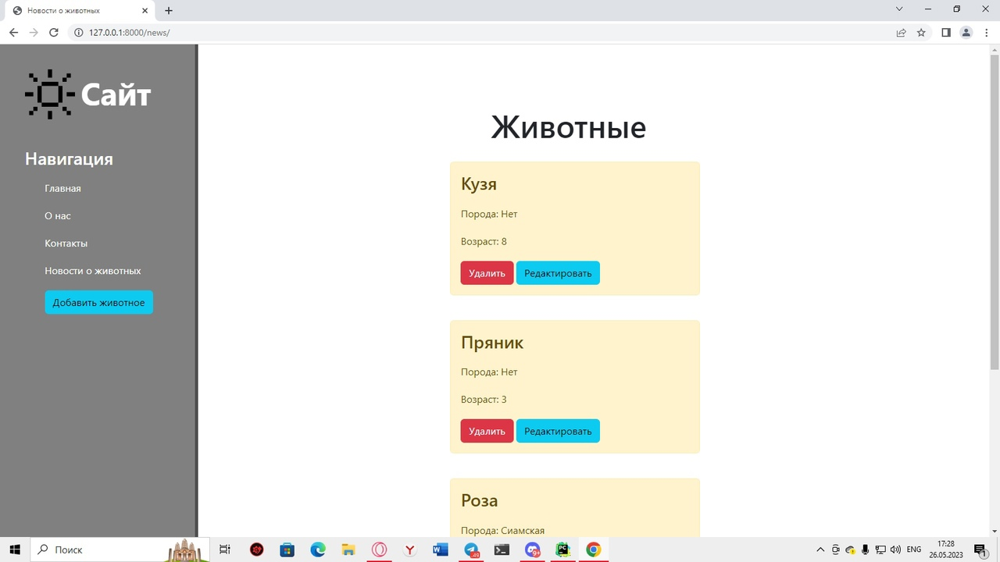 Новости о животных
127.0.0.1:8000/news/
Сайт
Навигация
Главная
О нас
Контакты
Новости о животных
Добавить животное
Животные
Кузя
Порода: Нет
Возраст: 8
Удалить Редактировать
Пряник
Порода: Нет
Возраст: 3
Удалить Редактировать
Роза
Порода: Сиамская
Поиск
ENG
17:28
26.05.2023